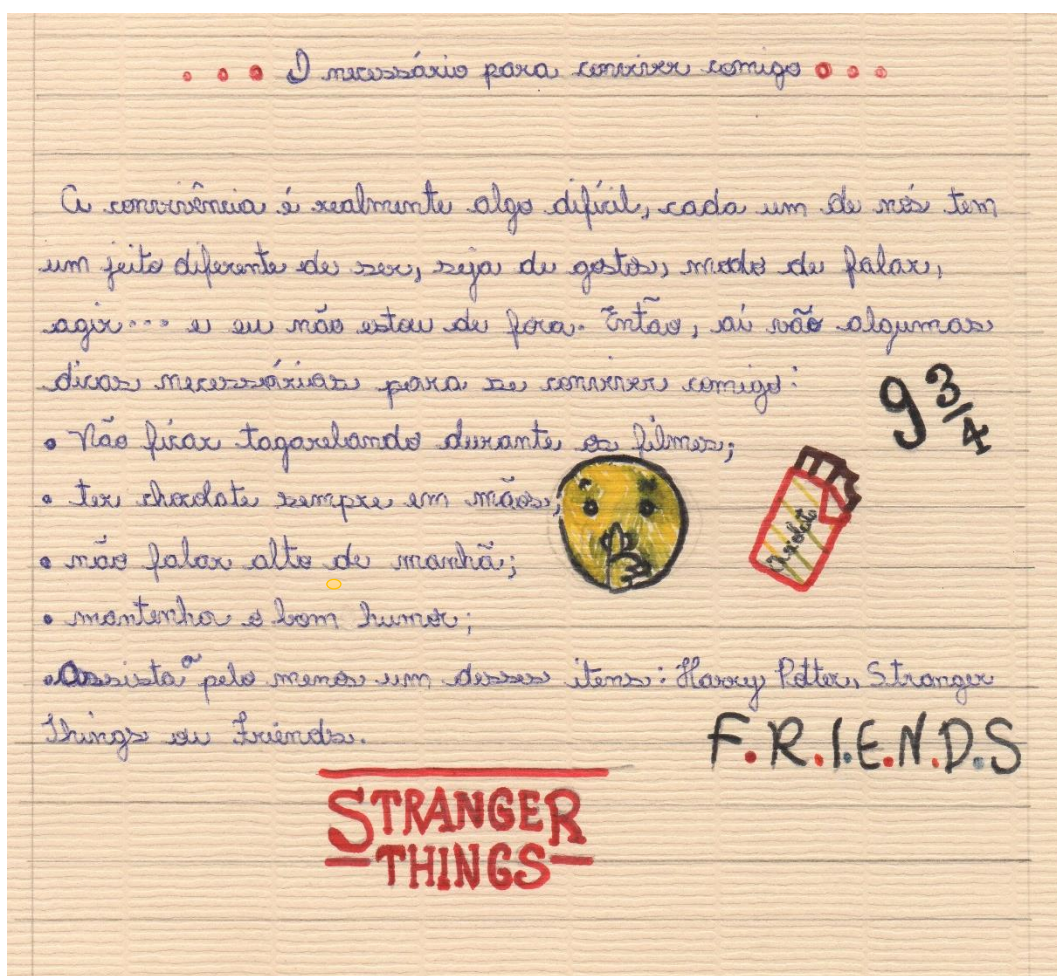 • • • O necessário para conviver comigo • • •
A convivência é realmente algo difícil, cada um de nós tem
um jeito diferente de ser, seja de gostos, modo de falar,
agir... e eu não estou de fora. Então, aí vão algumas
dicas necessárias para se conviver comigo:
9 3/4
• Não ficar tagarelando durante os filmes;
• ter chocolate sempre em mãos;
Chocolate
• não falar alto de manhã;
• mantenha o bom humor;
• Assista a pelo menos um desses itens: Harry Potter, Stranger
Things ou Friends.
F.R.I.E.N.D.S
STRANGER
THINGS